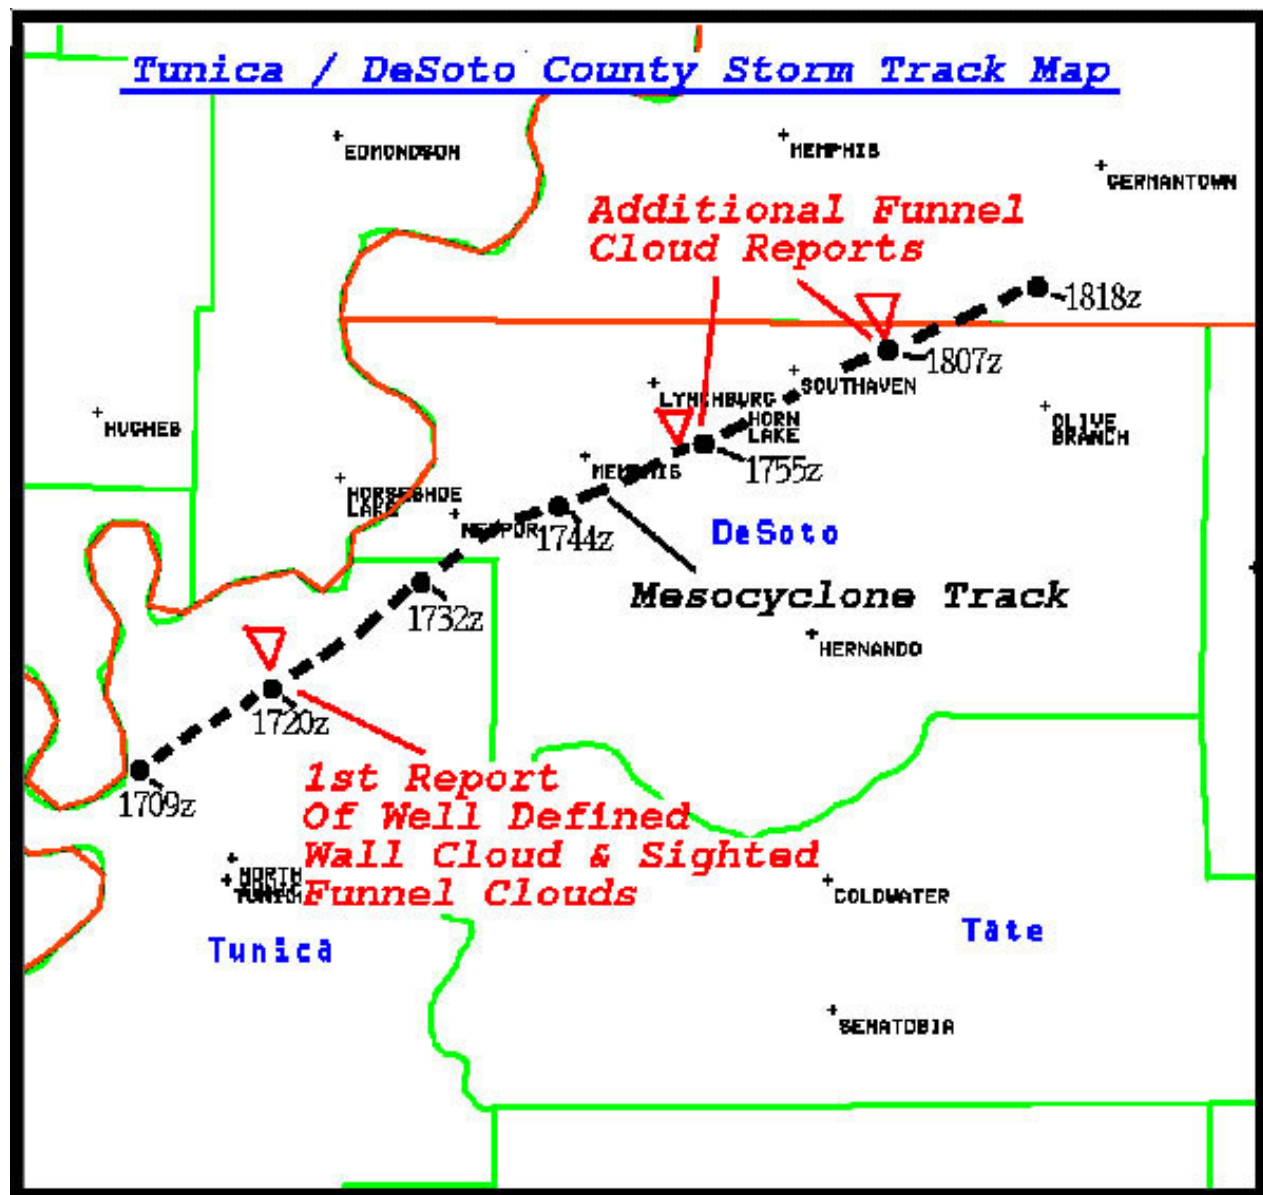 Tunica / DeSoto County Storm Track Map
EDMONDSON
MEMPHIS
GERMANTOWN
Additional Funnel
Cloud Reports
1818z
1807z
SOUTHAVEN
LYNCHBURG
HUGHES
HORN
LAKE
OLIVE
BRANCH
MEMPHIS
1755z
HORSESHOE
LAKE
1744z
DeSoto
Mesocyclone Track
1732z
HERNANDO
1720z
1st Report
Of Well Defined
Wall Cloud & Sighted
Funnel Clouds
1709z
NORTH
COLDWATER
Tunica
Tate
SENATOBIA